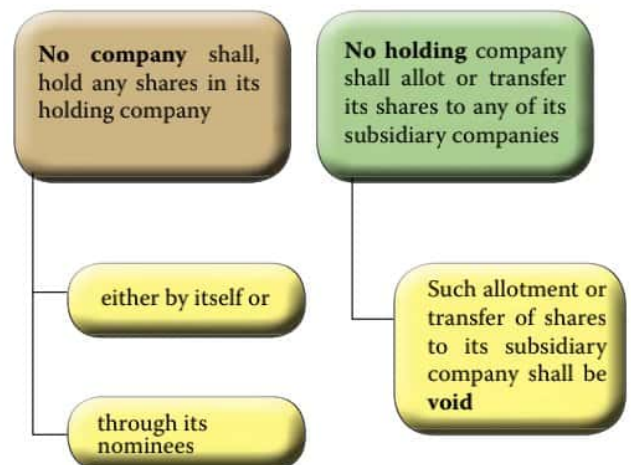 No company shall,
hold any shares in its
holding company
either by itself or
through its
nominees
No holding company
shall allot or transfer
its shares to any of its
subsidiary companies
Such allotment or
transfer of shares
to its subsidiary
company shall be
void